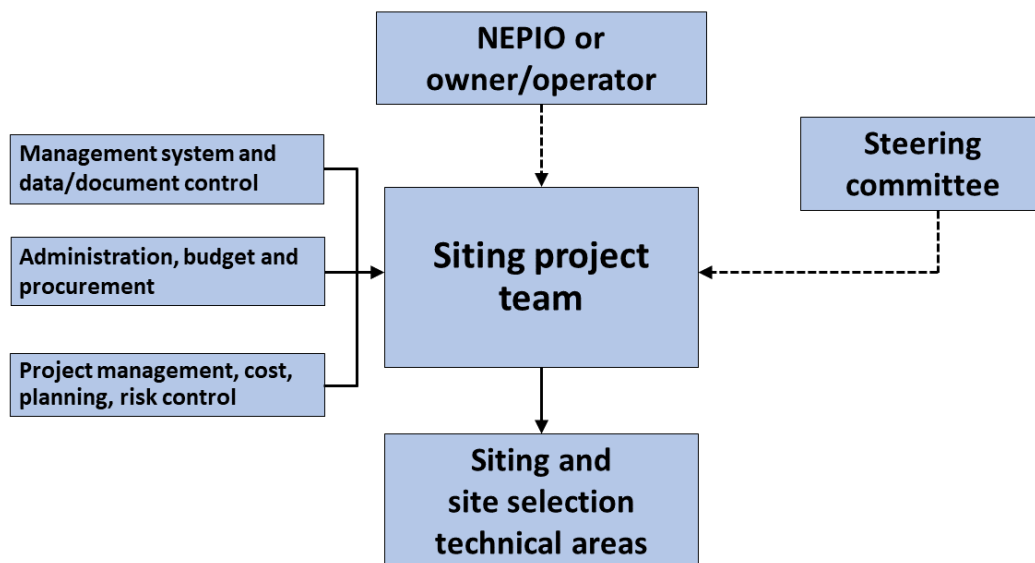 NEPIO or
owner/operator
Steering
committee
Management system and
data/document control
Administration, budget and
procurement
Project management, cost,
planning, risk control
Siting project
team
Siting and
site selection
technical areas